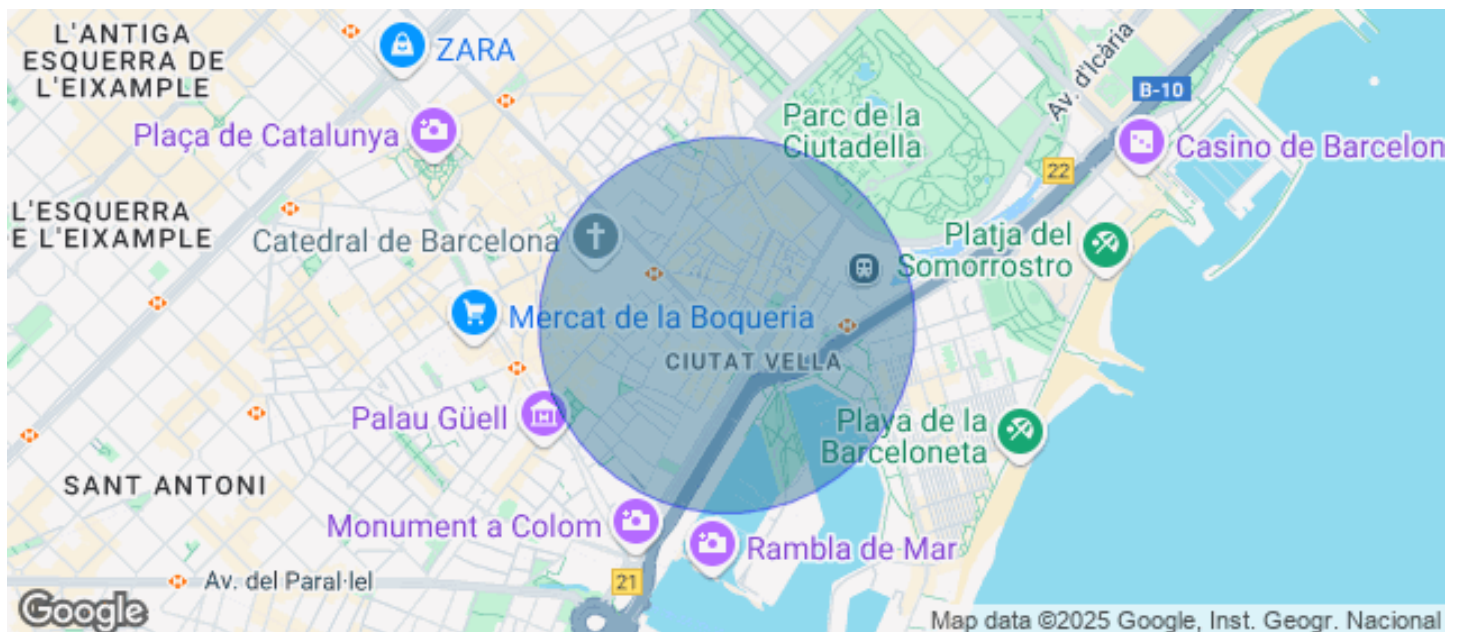 L'ANTIGA
ESQUERRA DE
L'EIXAMPLE
ZARA
Plaça de Catalunya
Av. d'Icària
B-10
Parc de la
Ciutadella
Casino de Barcelon
22
L'ESQUERRA
E L'EIXAMPLE
Catedral de Barcelona
Platja del
Somorrostro
Mercat de la Boqueria
CIUTAT VELLA
Palau Güell
Playa de la
Barceloneta
SANT ANTONI
Monument a Colom
Rambla de Mar
Av. del Paral·lel
21
Google
Map data ©2025 Google, Inst. Geogr. Nacional